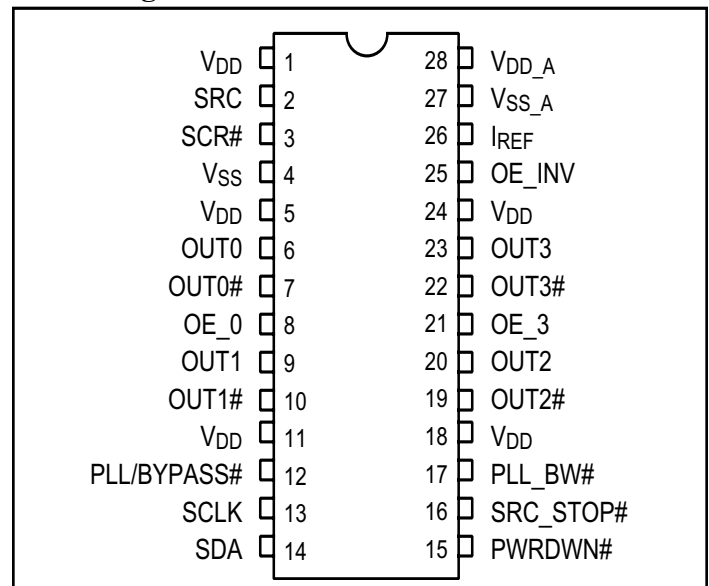 VDD 1 28 VDD_A
SRC 2 27 VSS_A
SCR# 3 26 IREF
VSS 4 25 OE_INV
VDD 5 24 VDD
OUT0 6 23 OUT3
OUT0# 7 22 OUT3#
OE_0 8 21 OE_3
OUT1 9 20 OUT2
OUT1# 10 19 OUT2#
VDD 11 18 VDD
PLL/BYPASS# 12 17 PLL_BW#
SCLK 13 16 SRC_STOP#
SDA 14 15 PWRDWN#